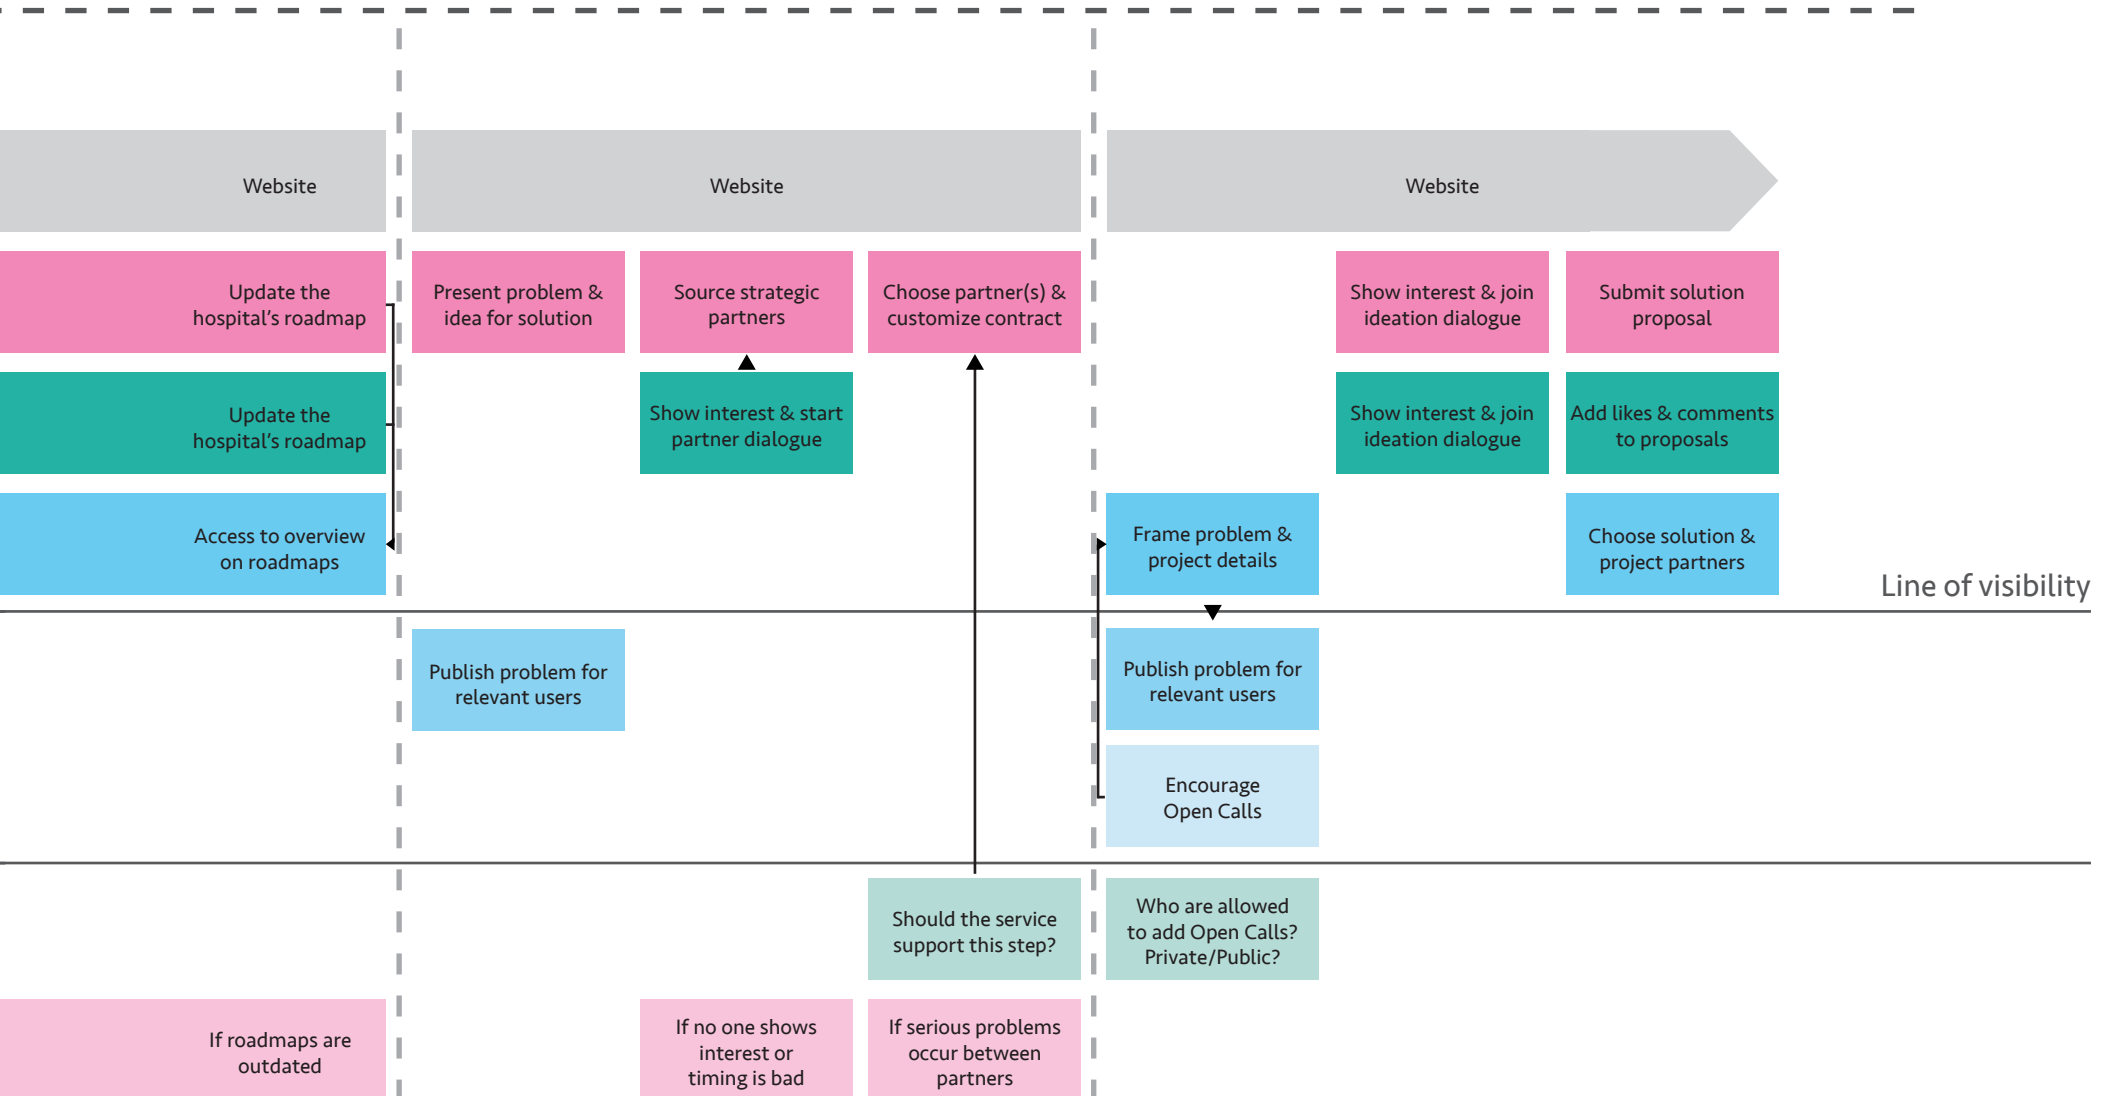 Website
Website
Website
Update the
hospital's roadmap
Present problem &
idea for solution
Source strategic
partners
Choose partner(s) &
customize contract
Show interest & join
ideation dialogue
Submit solution
proposal
Update the
hospital's roadmap
Show interest & start
partner dialogue
Show interest & join
ideation dialogue
Add likes & comments
to proposals
Access to overview
on roadmaps
Frame problem &
project details
Choose solution &
project partners
Line of visibility
Publish problem for
relevant users
Publish problem for
relevant users
Encourage
Open Calls
Should the service
support this step?
Who are allowed
to add Open Calls?
Private/Public?
If roadmaps are
outdated
If no one shows
interest or
timing is bad
If serious problems
occur between
partners